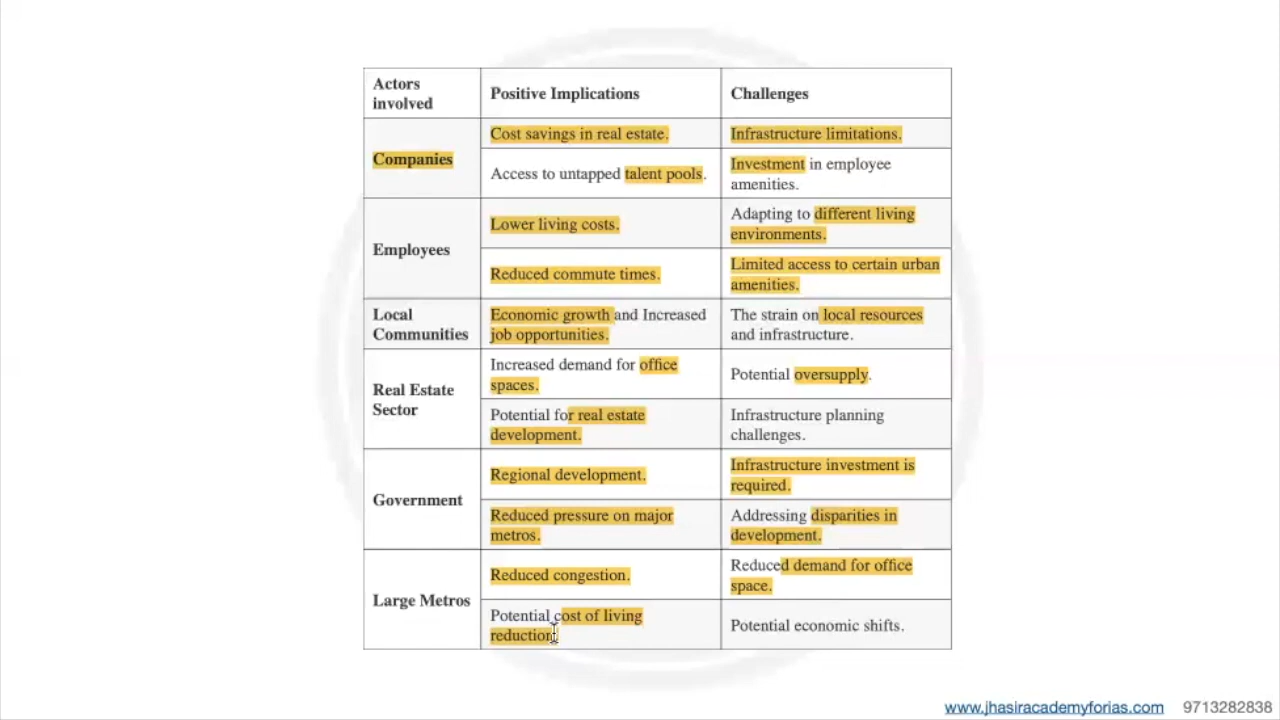 Actors
involved
Positive Implications
Challenges
Companies
Cost savings in real estate.
Infrastructure limitations.
Access to untapped talent pools.
Investment in employee
amenities.
Employees
Lower living costs.
Adapting to different living
environments.
Reduced commute times.
Limited access to certain urban
amenities.
Local
Communities
Economic growth and Increased
job opportunities.
The strain on local resources
and infrastructure.
Real Estate
Sector
Increased demand for office
spaces.
Potential oversupply.
Potential for real estate
development.
Infrastructure planning
challenges.
Government
Regional development.
Infrastructure investment is
required.
Reduced pressure on major
metros.
Addressing disparities in
development.
Large Metros
Reduced congestion.
Reduced demand for office
space.
Potential cost of living
reduction.
Potential economic shifts.
www.jhasiracademyforias.com 9713282838